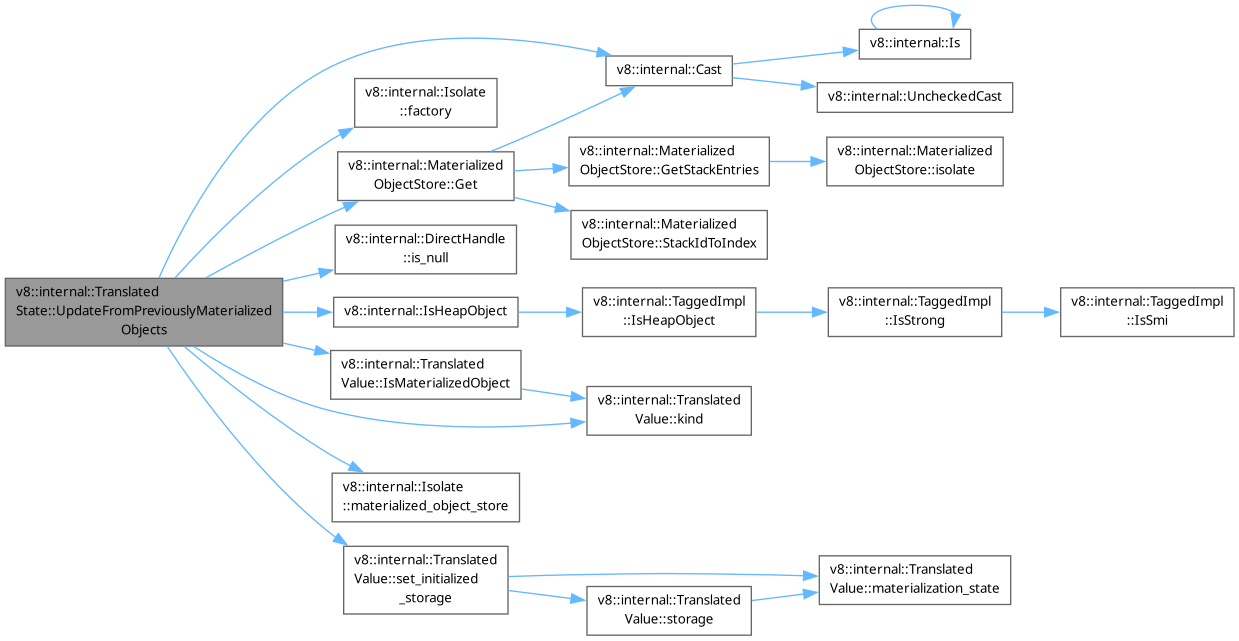 v8::internal::Translated
State::UpdateFromPreviouslyMaterialized
Objects
v8::internal::Cast
v8::internal::Is
v8::internal::UncheckedCast
v8::internal::Isolate
::factory
v8::internal::Materialized
ObjectStore::Get
v8::internal::Materialized
ObjectStore::GetStackEntries
v8::internal::Materialized
ObjectStore::isolate
v8::internal::Materialized
ObjectStore::StackIdToIndex
v8::internal::DirectHandle
::is_null
v8::internal::IsHeapObject
v8::internal::TaggedImpl
::IsHeapObject
v8::internal::TaggedImpl
::IsStrong
v8::internal::TaggedImpl
::IsSmi
v8::internal::Translated
Value::IsMaterializedObject
v8::internal::Translated
Value::kind
v8::internal::Isolate
::materialized_object_store
v8::internal::Translated
Value::set_initialized
_storage
v8::internal::Translated
Value::materialization_state
v8::internal::Translated
Value::storage